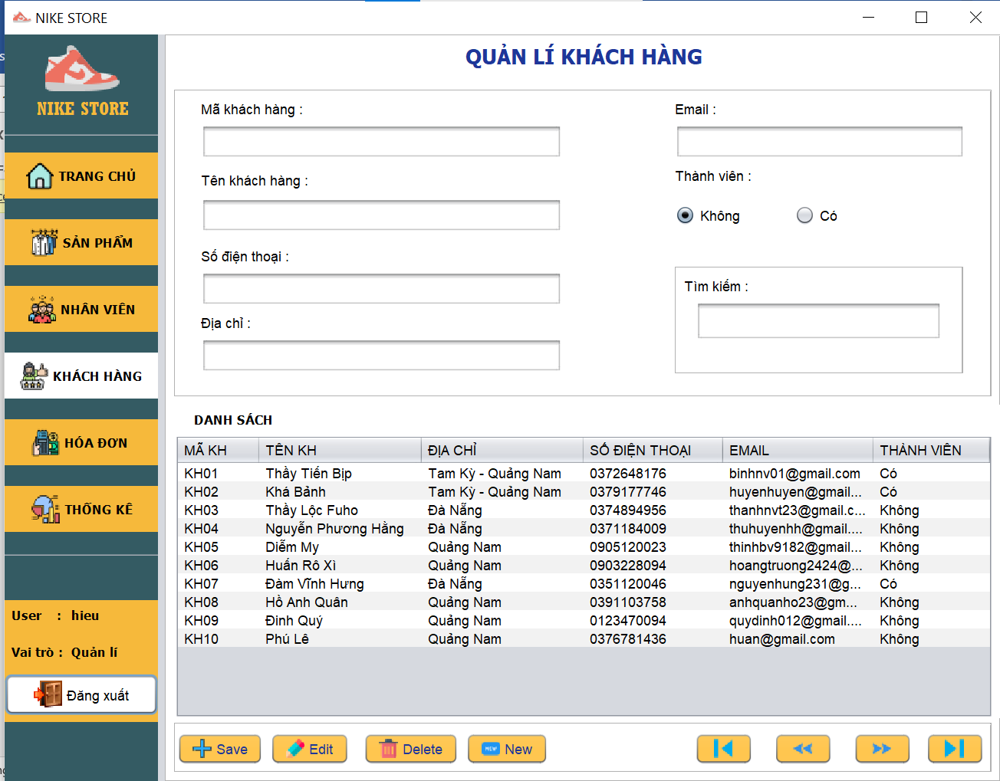 NIKE STORE
NIKE STORE
TRANG CHỦ
SẢN PHẨM
NHÂN VIÊN
KHÁCH HÀNG
HÓA ĐƠN
THỐNG KÊ
User : hieu
Vai trò : Quản lí
Đăng xuất
QUẢN LÍ KHÁCH HÀNG
Mã khách hàng :
Tên khách hàng :
Số điện thoại :
Địa chỉ :
Email :
Thành viên :
Không Có
Tìm kiếm :
DANH SÁCH
MÃ KH TÊN KH ĐỊA CHỈ SỐ ĐIỆN THOẠI EMAIL THÀNH VIÊN
KH01 Thầy Tiến Bịp Tam Kỳ - Quảng Nam 0372648176 binhnv01@gmail.com Có
KH02 Khá Bảnh Tam Kỳ - Quảng Nam 0379177746 huyenhuyen@gmail... Có
KH03 Thầy Lộc Fuho Đà Nẵng 0374894956 thanhnvt23@gmail.c... Không
KH04 Nguyễn Phương Hằng Đà Nẵng 0371184009 thuhuyenhh@gmail.... Không
KH05 Diễm My Quảng Nam 0905120023 thinhbv9182@gmail... Không
KH06 Huấn Rô Xì Quảng Nam 0903228094 hoangtruong2424@... Không
KH07 Đàm Vĩnh Hưng Đà Nẵng 0351120046 nguyenhung231@g... Có
KH08 Hồ Anh Quân Quảng Nam 0391103758 anhquanho23@gm... Không
KH09 Đinh Quý Quảng Nam 0123470094 quydinh012@gmail.... Không
KH10 Phú Lê Quảng Nam 0376781436 huan@gmail.com Không
Save Edit Delete NEW New